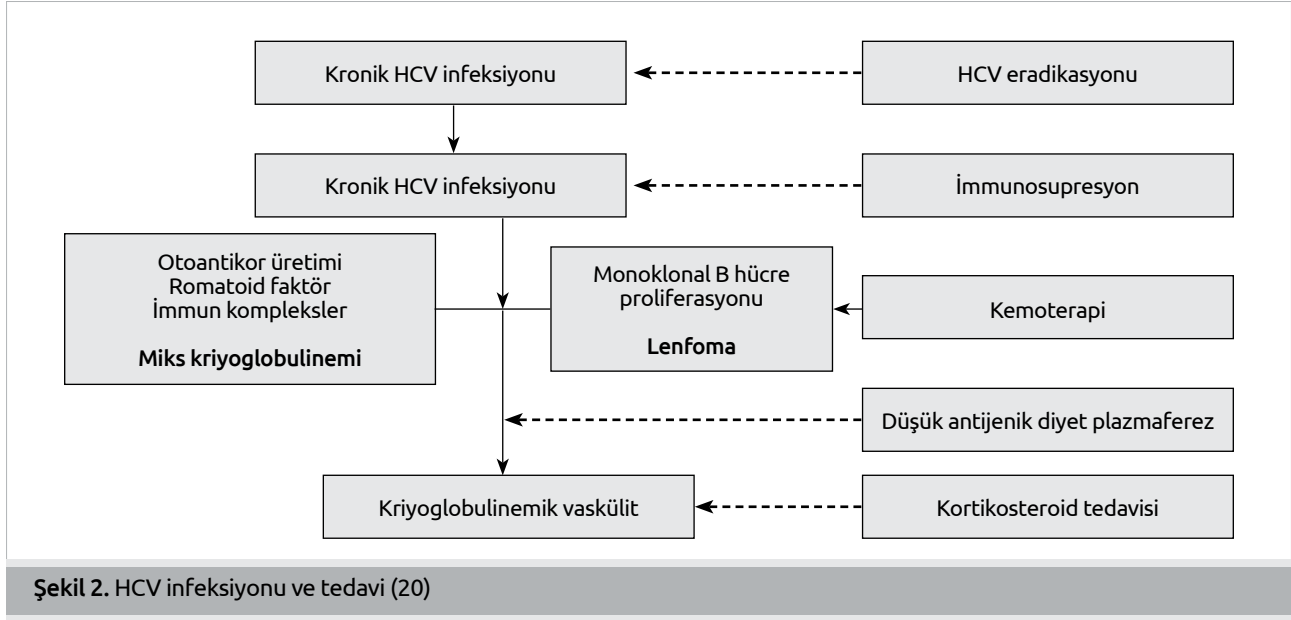 Kronik HCV infeksiyonu
HCV eradikasyonu
Kronik HCV infeksiyonu
İmmunosupresyon
Otoantikor üretimi
Romatoid faktör
İmmun kompleksler
Miks kriyoglobulinemi
Monoklonal B hücre
proliferasyonu
Lenfoma
Kemoterapi
Düşük antijenik diyet plazmaferez
Kriyoglobulinemik vaskülit
Kortikosteroid tedavisi
Şekil 2. HCV infeksiyonu ve tedavi (20)